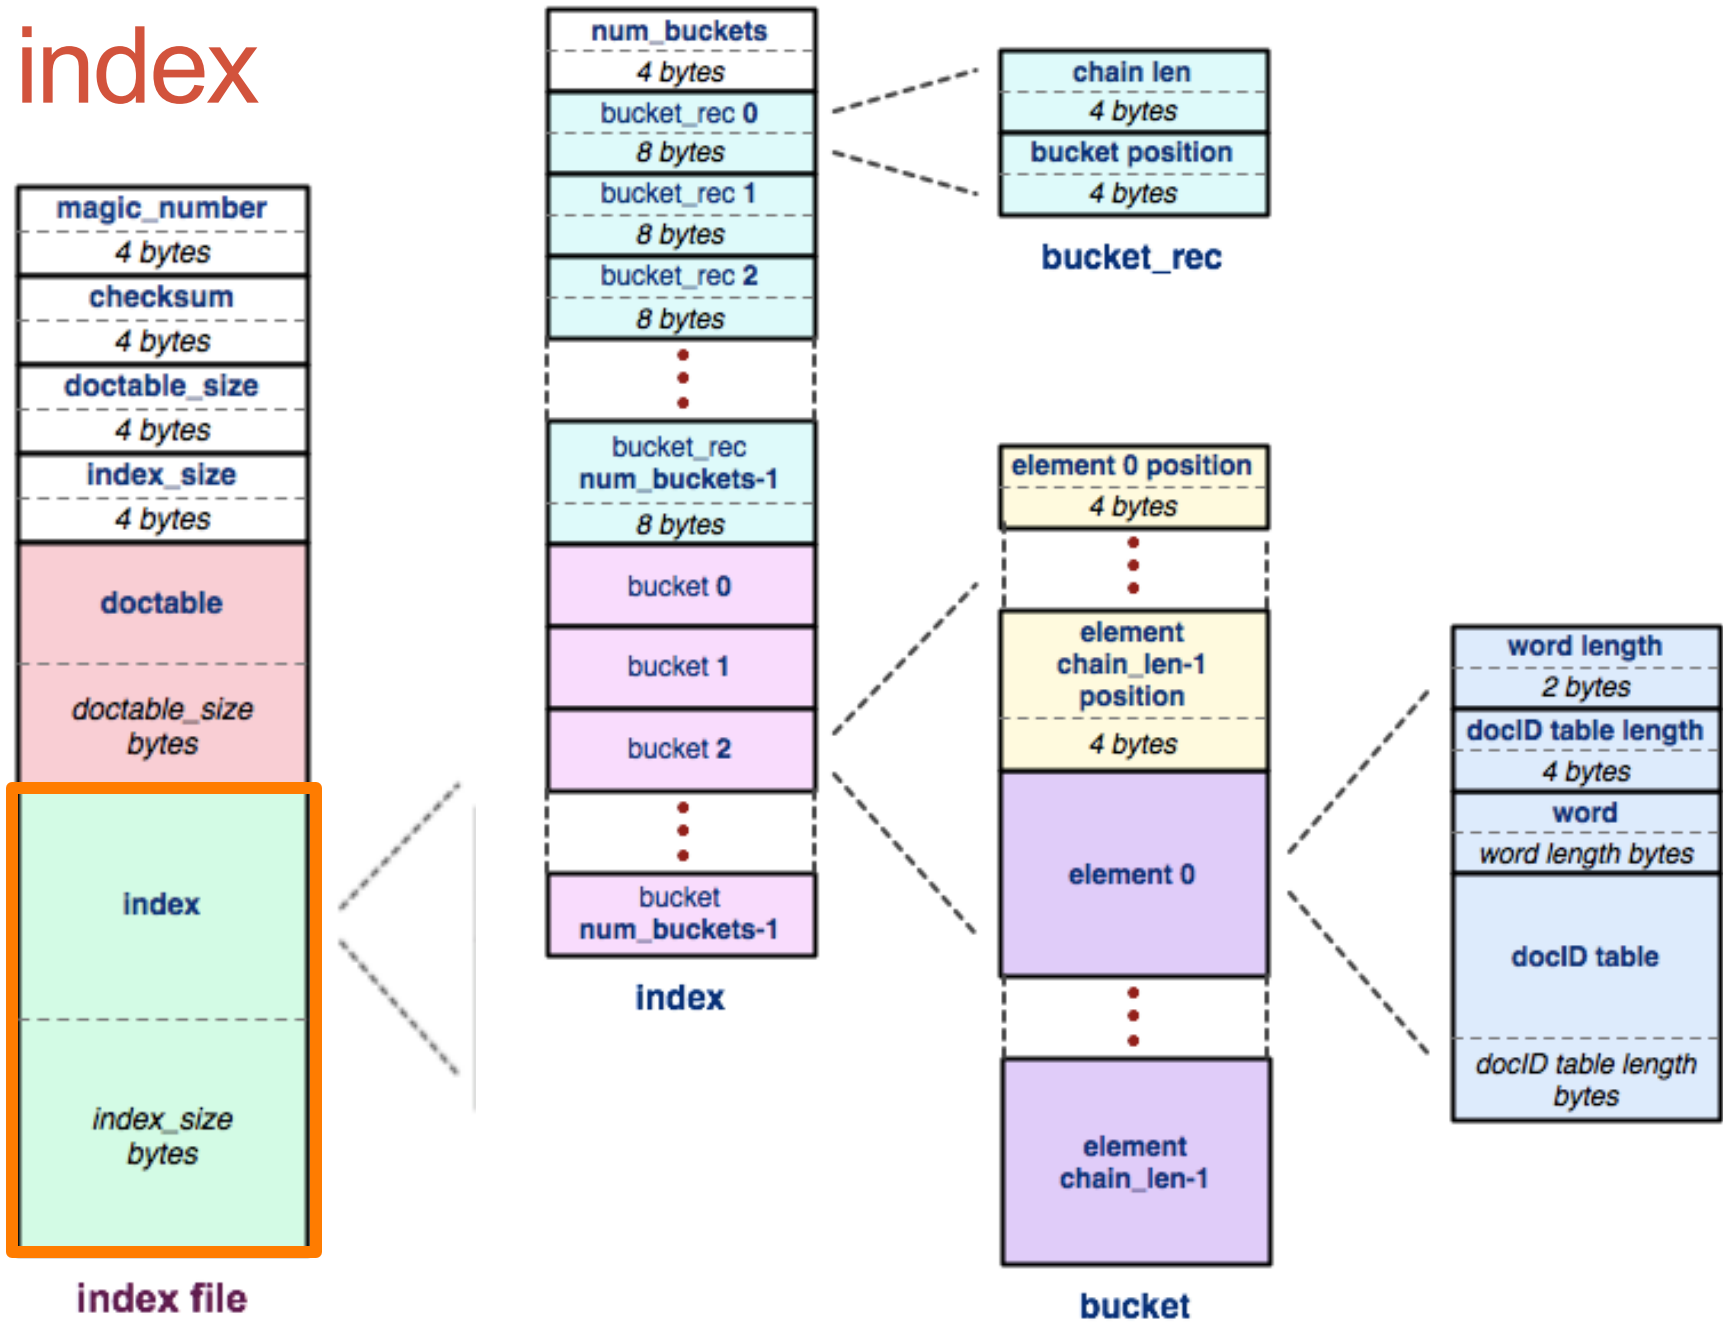 index
magic_number
4 bytes
checksum
4 bytes
doctable_size
4 bytes
index_size
4 bytes
doctable
doctable_size
bytes
index
index_size
bytes
index file
num_buckets
4 bytes
bucket_rec 0
8 bytes
bucket_rec 1
8 bytes
bucket_rec 2
8 bytes
bucket_rec
num_buckets-1
8 bytes
bucket 0
bucket 1
bucket 2
bucket
num_buckets-1
index
chain len
4 bytes
bucket position
4 bytes
bucket_rec
element 0 position
4 bytes
element
chain_len-1
position
4 bytes
element 0
element
chain_len-1
bucket
word length
2 bytes
docID table length
4 bytes
word
word length bytes
docID table
docID table length
bytes